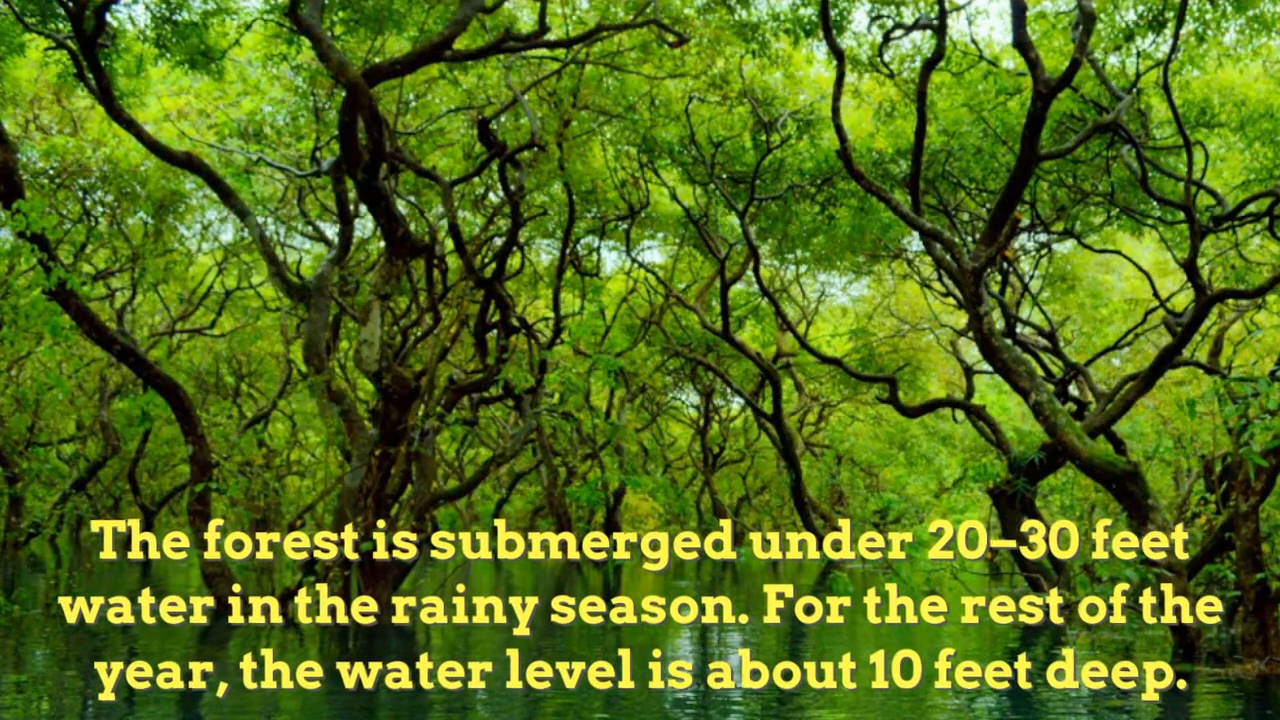 The forest is submerged under 20–30 feet
water in the rainy season. For the rest of the
year, the water level is about 10 feet deep.